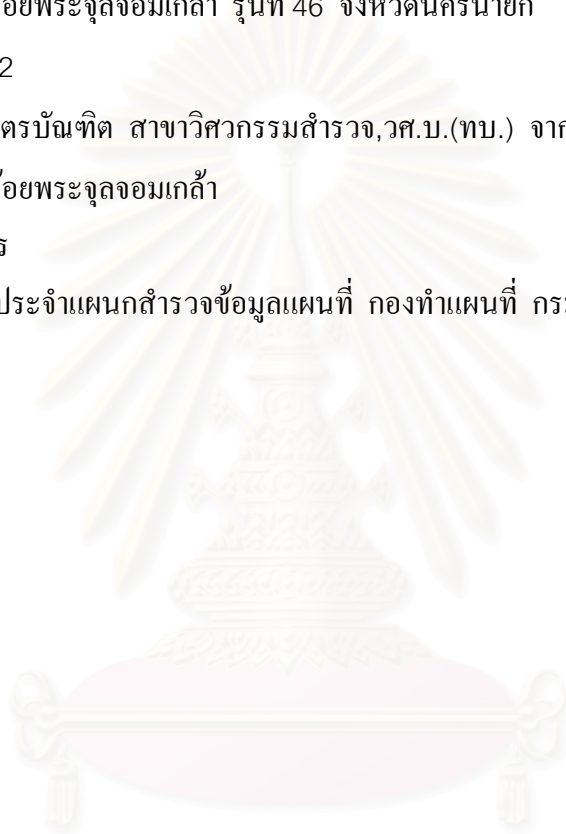 ้อยพระจุลจอมเกล้า รุ่นที่ 46 จังหวัดนครนายก
2
ตรบัณฑิต สาขาวิศวกรรมสำรวจ,วศ.บ.(ทบ.) จาก
้อยพระจุลจอมเกล้า
ร
ประจำแผนกสำรวจข้อมูลแผนที่ กองทำแผนที่ กร